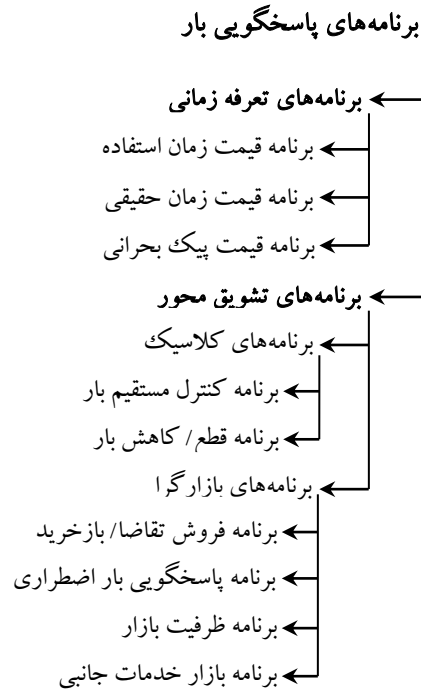 برنامه‌های پاسخگویی بار
برنامه‌های تعرفه زمانی
برنامه قیمت زمان استفاده
برنامه قیمت زمان حقیقی
برنامه قیمت پیک بحرانی
برنامه‌های تشویق محور
برنامه‌های کلاسیک
برنامه کنترل مستقیم بار
برنامه قطع/ کاهش بار
برنامه‌های بازارگرا
برنامه فروش تقاضا/ بازخرید
برنامه پاسخگویی بار اضطراری
برنامه ظرفیت بازار
برنامه بازار خدمات جانبی